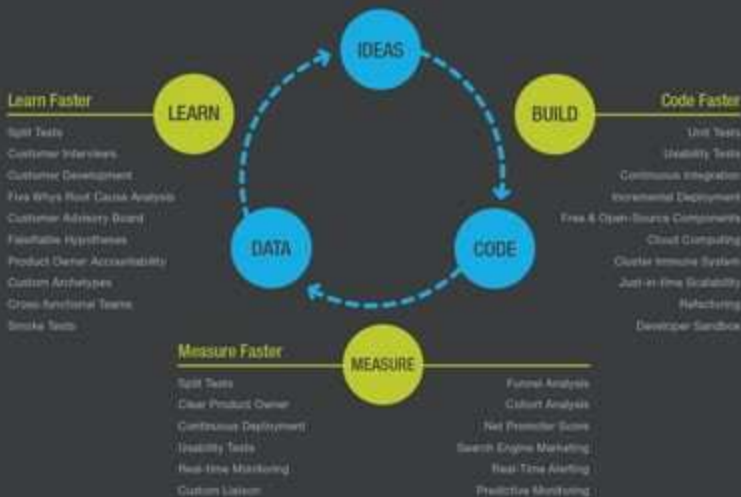 IDEAS
LEARN
BUILD
DATA
CODE
MEASURE
Learn Faster
Split Tests
Customer Interviews
Customer Development
Five Whys Root Cause Analysis
Customer Advisory Board
Falsifiable Hypotheses
Product Owner Accountability
Custom Archetypes
Cross-functional Teams
Smoke Tests
Code Faster
Unit Tests
Usability Tests
Continuous Integration
Incremental Deployment
Free & Open-Source Components
Cloud Computing
Cluster Immune System
Just-in-time Scalability
Refactoring
Developer Sandbox
Measure Faster
Split Tests
Clear Product Owner
Continuous Deployment
Usability Tests
Real-time Monitoring
Custom Liaison
Funnel Analysis
Cohort Analysis
Net Promoter Score
Search Engine Marketing
Real-Time Alerting
Predictive Monitoring